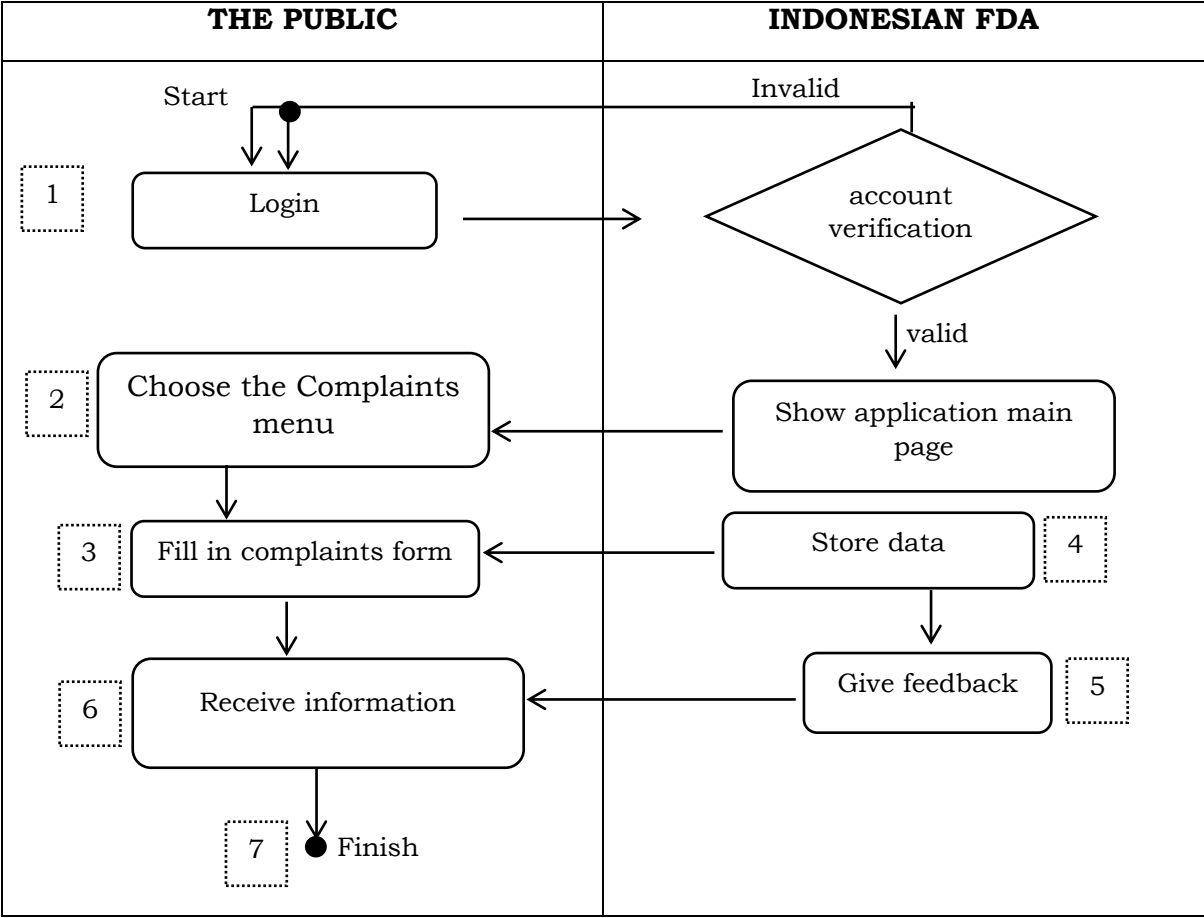 THE PUBLIC
INDONESIAN FDA
Start
Invalid
1
Login
account
verification
valid
2
Choose the Complaints
menu
Show application main
page
3
Fill in complaints form
Store data
4
6
Receive information
Give feedback
5
7
Finish